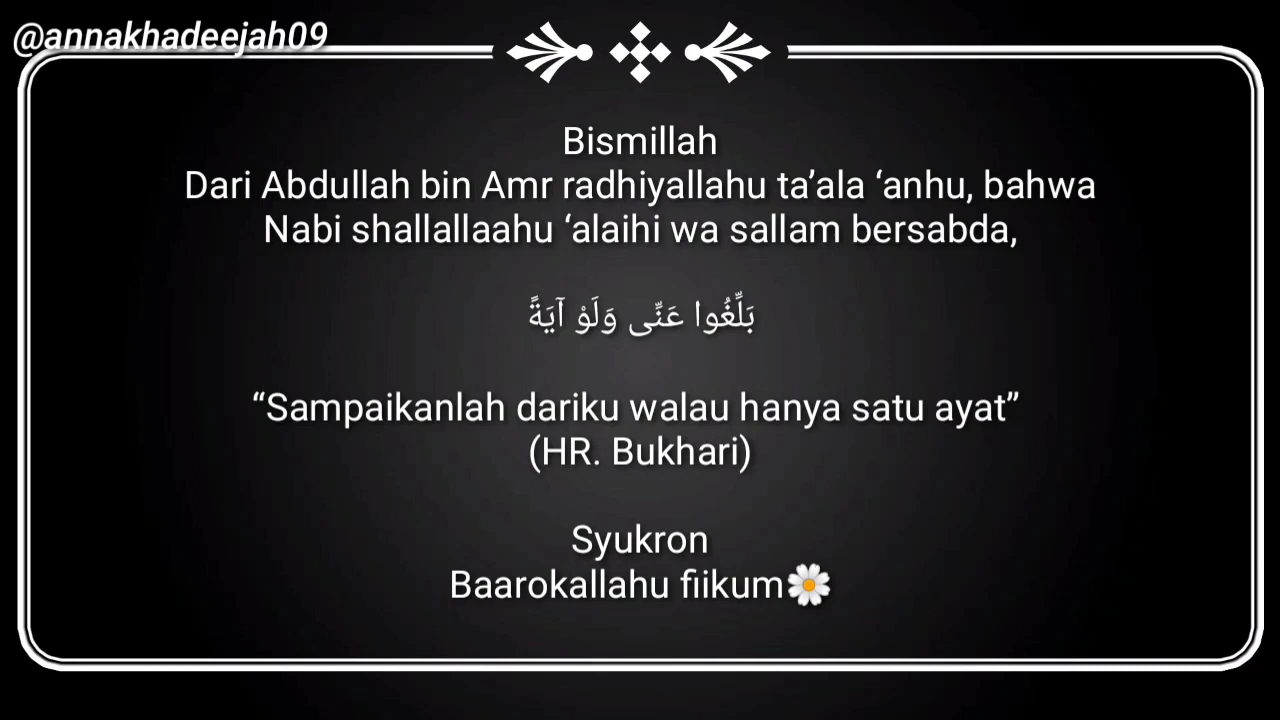 @annakhadeejah09
Bismillah
Dari Abdullah bin Amr radhiyallahu ta’ala ‘anhu, bahwa
Nabi shallallaahu ‘alaihi wa sallam bersabda,
بَلِّغُوا عَنِّى وَلَوْ آيَةً
“Sampaikanlah dariku walau hanya satu ayat”
(HR. Bukhari)
Syukron
Baarokallahu fiikum🌼